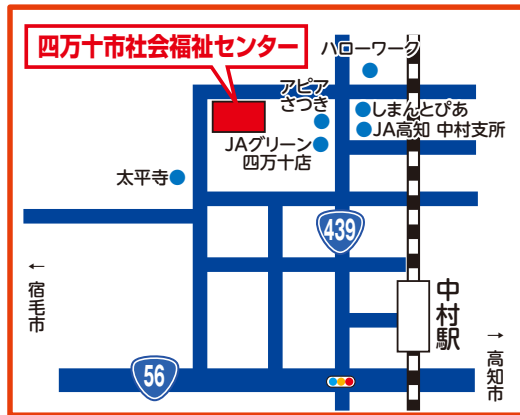 四万十市社会福祉センター
ハローワーク
アピア
さつき
しまんとぴあ
JA高知 中村支所
JAグリーン
四万十店
太平寺
439
← 宿毛市
中村駅
→ 高知市
56